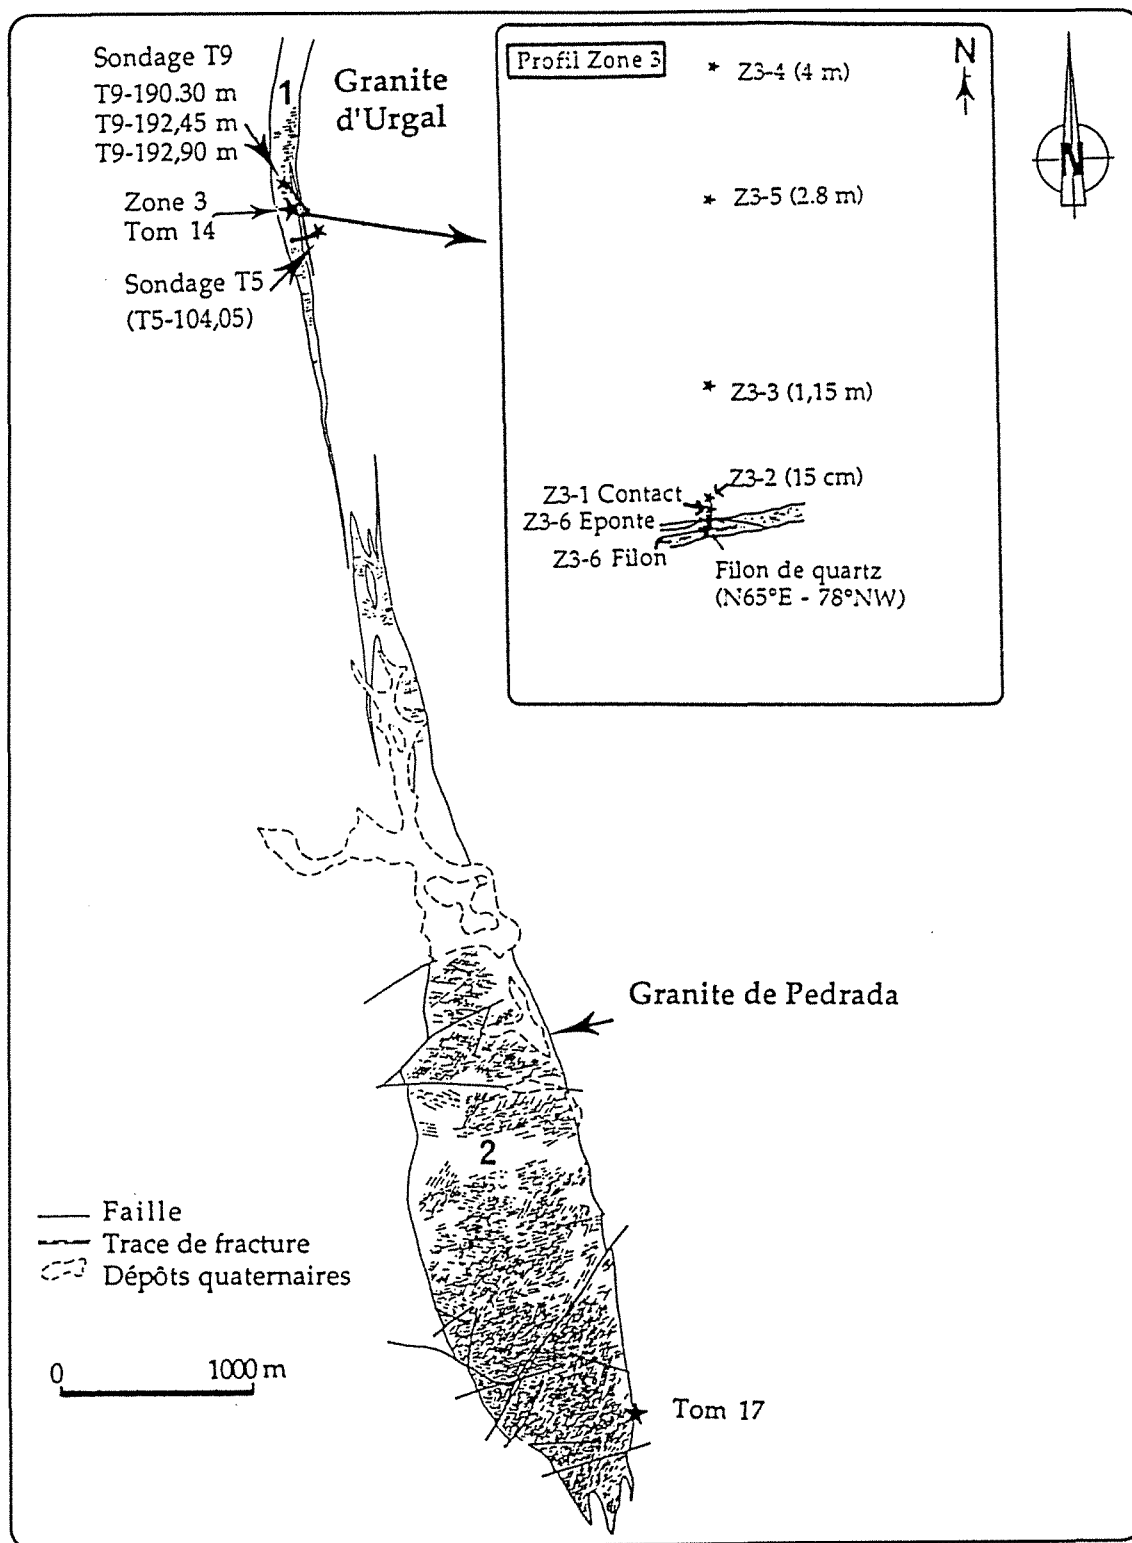 Sondage T9
T9-190.30 m
T9-192,45 m
T9-192,90 m
1
Granite
d'Urgal
Zone 3
Tom 14
Sondage T5
(T5-104,05)
Profil Zone 3
N
Z3-4 (4 m)
Z3-5 (2.8 m)
Z3-3 (1,15 m)
Z3-2 (15 cm)
Z3-1 Contact
Z3-6 Eponte
Z3-6 Filon
Filon de quartz
(N65°E - 78°NW)
N
Granite de Pedrada
2
Faille
Trace de fracture
Dépôts quaternaires
0 1000 m
Tom 17